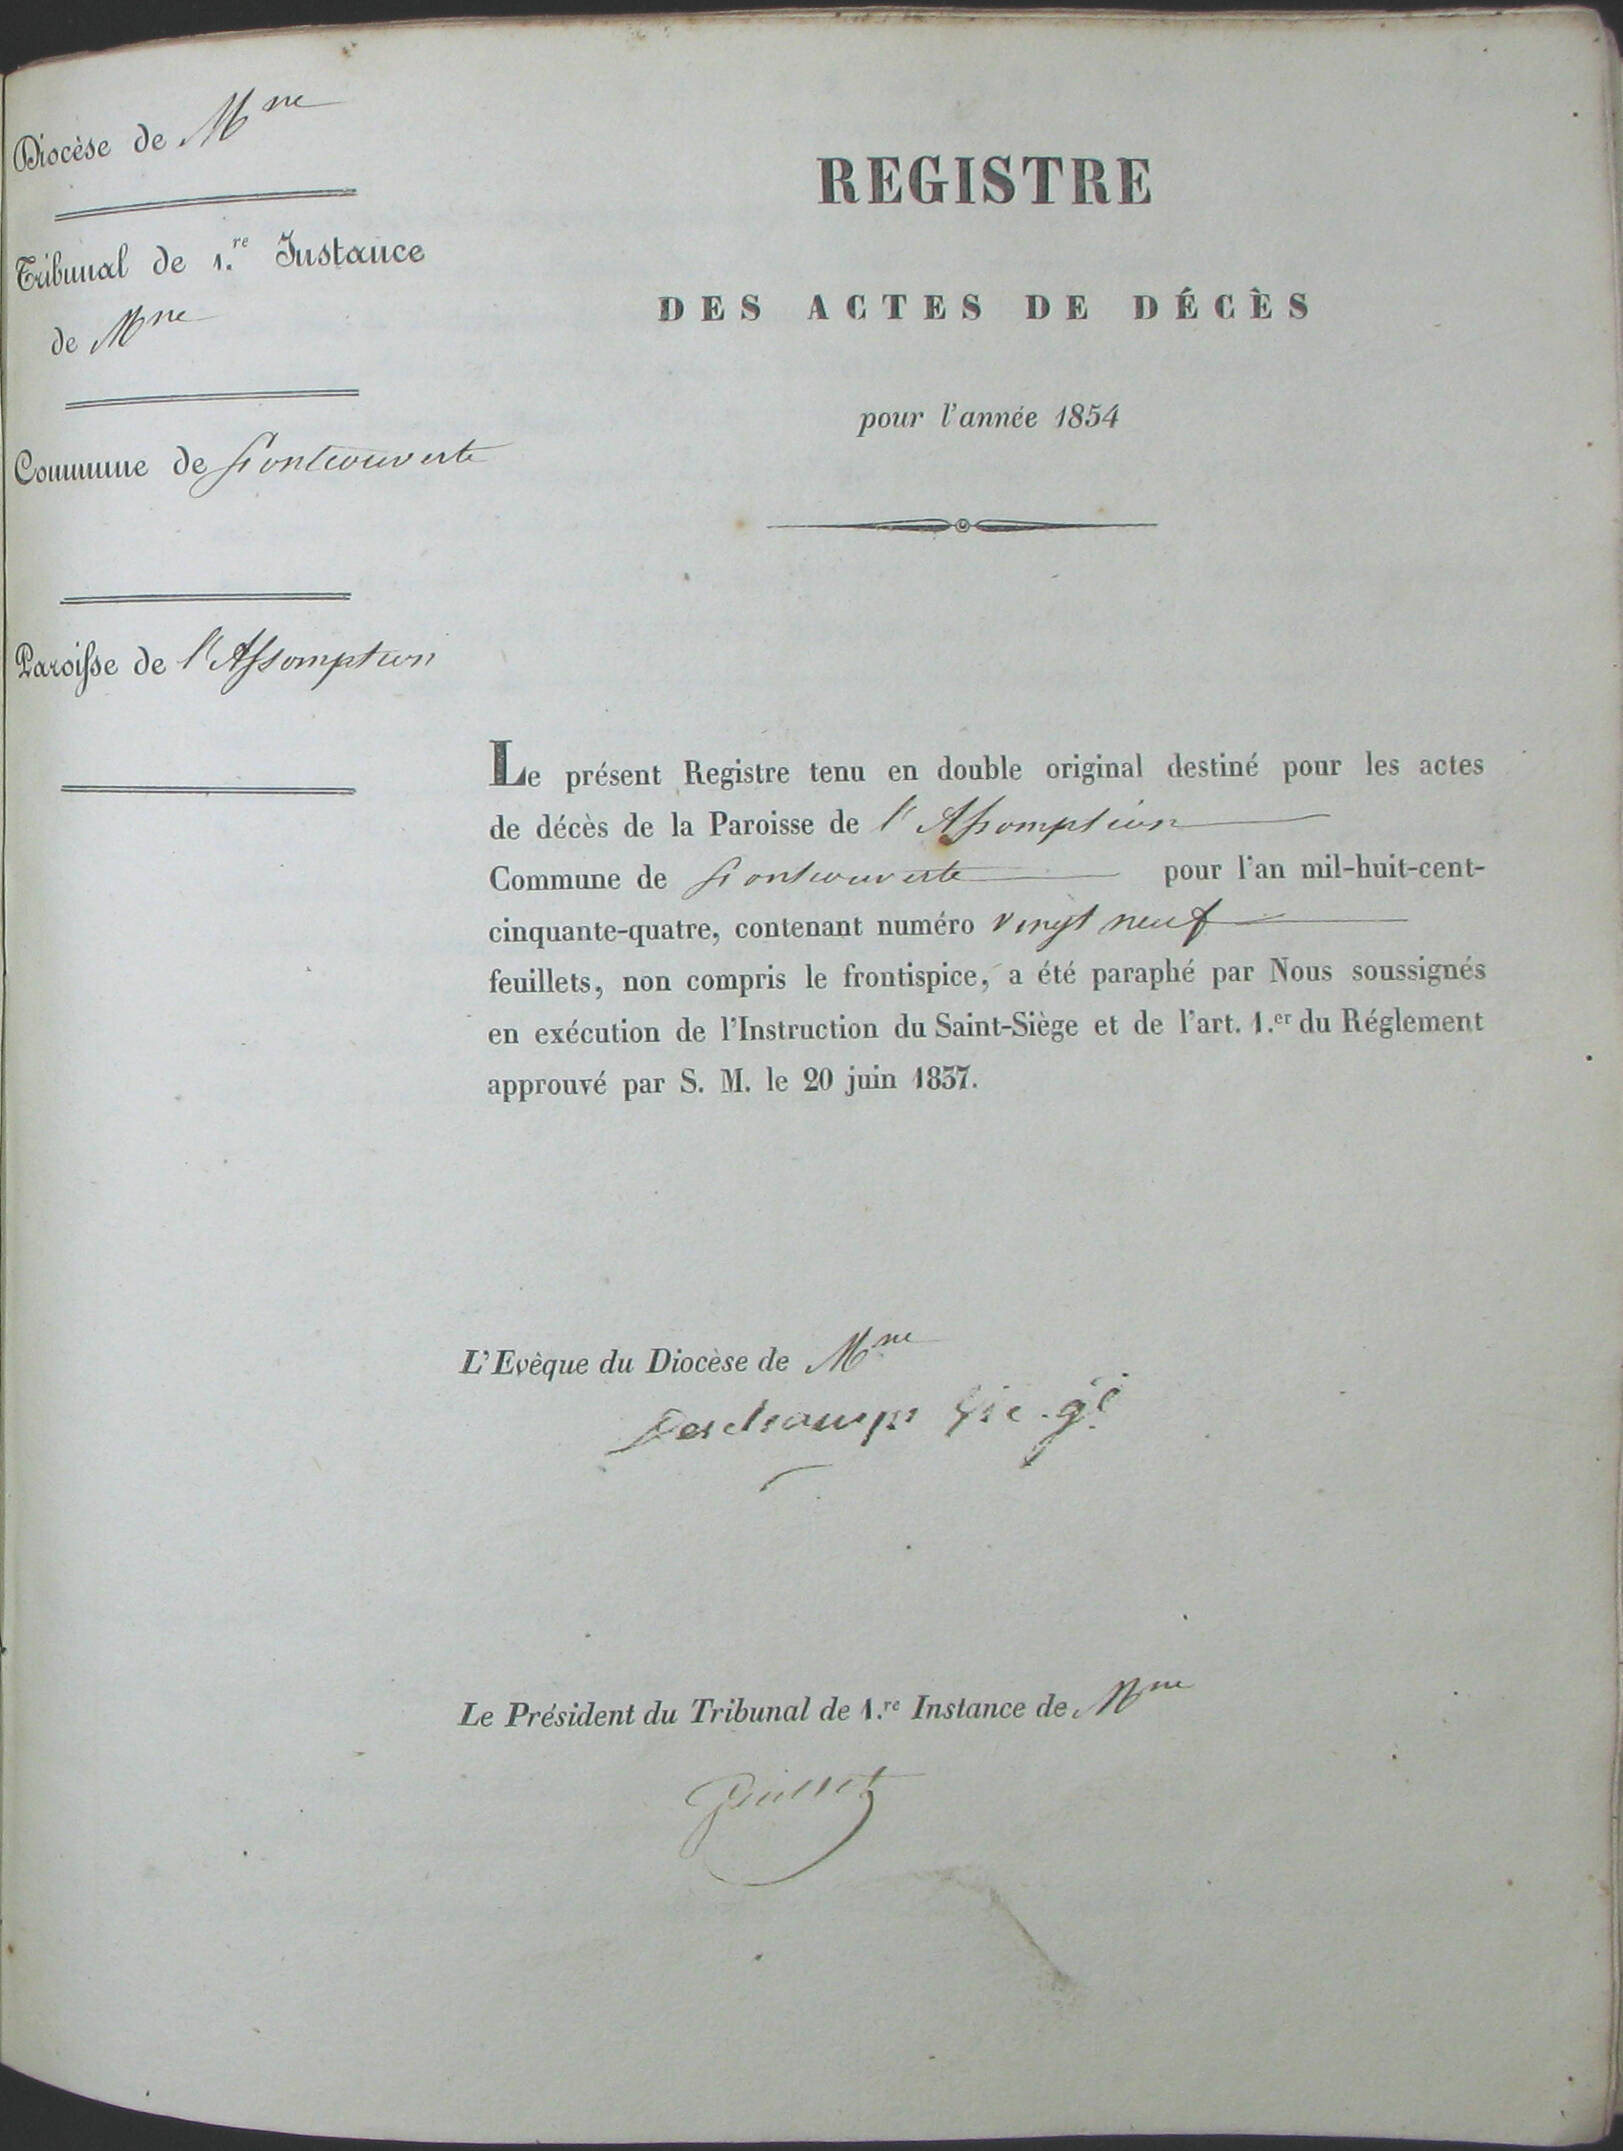 Diocèse de Mne
Tribunal de 1.re Instance
de Mne
Commune de Fontcouverte
Paroisse de l'Assomption
REGISTRE
DES ACTES DE DÉCÈS
pour l'année 1854
Le présent Registre tenu en double original destiné pour les actes
de décès de la Paroisse de l'Assomption
Commune de Fontcouverte pour l'an mil-huit-cent-
cinquante-quatre, contenant numéro vingt neuf
feuillets, non compris le frontispice, a été paraphé par Nous soussignés
en exécution de l'Instruction du Saint-Siège et de l'art. 1.er du Réglement
approuvé par S. M. le 20 juin 1837.
L'Evèque du Diocèse de Mne
Deschamps Vic. gl
Le Président du Tribunal de 1.re Instance de Mne